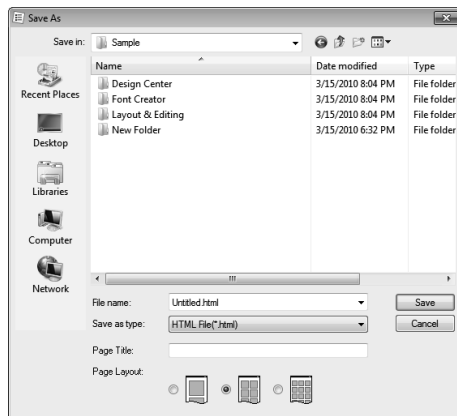 Save As
Save in: Sample
Name Date modified Type
Design Center 3/15/2010 8:04 PM File folder
Font Creator 3/15/2010 8:04 PM File folder
Layout & Editing 3/15/2010 8:04 PM File folder
New Folder 3/15/2010 6:32 PM File folder
Recent Places
Desktop
Libraries
Computer
Network
File name: Untitled.html Save
Save as type: HTML File(*.html) Cancel
Page Title:
Page Layout: